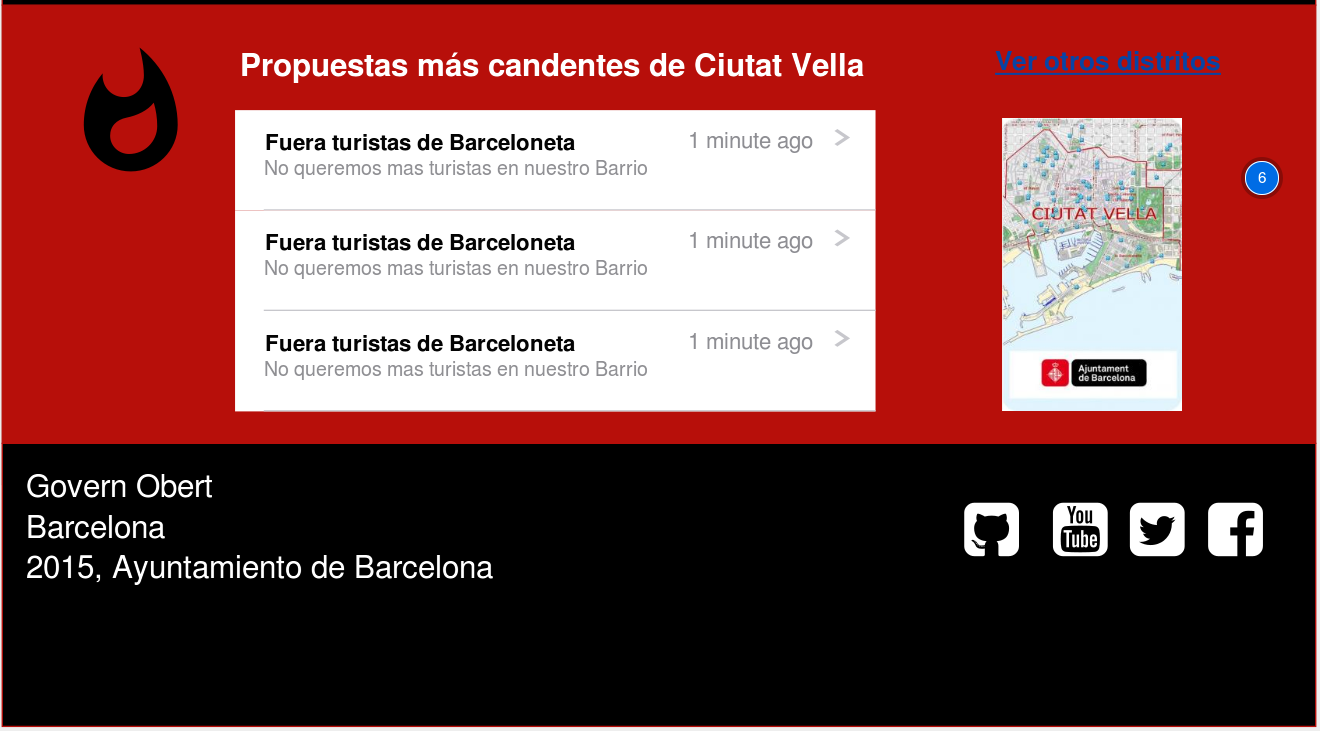 Propuestas más candentes de Ciutat Vella
Ver otros distritos
Fuera turistas de Barceloneta
1 minute ago
No queremos mas turistas en nuestro Barrio
Fuera turistas de Barceloneta
1 minute ago
No queremos mas turistas en nuestro Barrio
Fuera turistas de Barceloneta
1 minute ago
No queremos mas turistas en nuestro Barrio
CIUTAT VELLA
Ajuntament
de Barcelona
6
Govern Obert
Barcelona
2015, Ayuntamiento de Barcelona
You
Tube